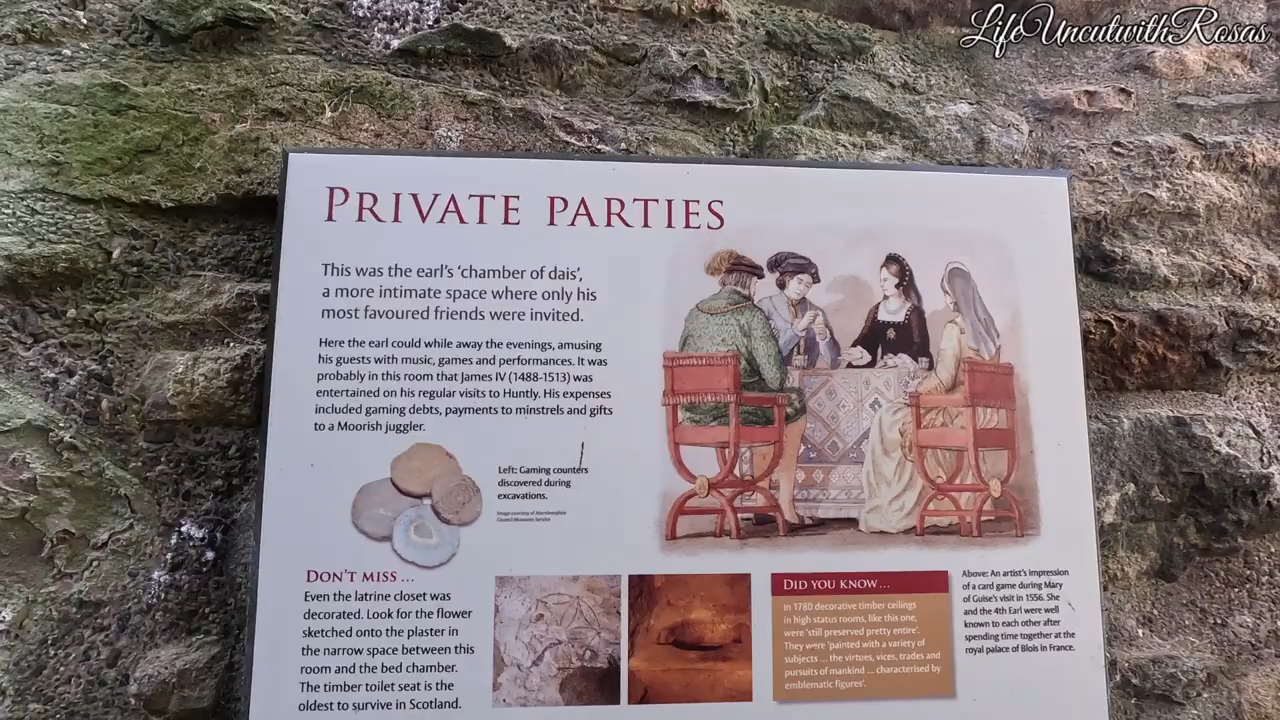 LifeUncutwithRosas
PRIVATE PARTIES
This was the earl's 'chamber of dais',
a more intimate space where only his
most favoured friends were invited.
Here the earl could while away the evenings, amusing
his guests with music, games and performances. It was
probably in this room that James IV (1488-1513) was
entertained on his regular visits to Huntly. His expenses
included gaming debts, payments to minstrels and gifts
to a Moorish juggler.
Left: Gaming counters
discovered during
excavations.
Image courtesy of Aberdeenshire
Council Museums Service
DON'T MISS ...
Even the latrine closet was
decorated. Look for the flower
sketched onto the plaster in
the narrow space between this
room and the bed chamber.
The timber toilet seat is the
oldest to survive in Scotland.
DID YOU KNOW...
In 1780 decorative timber ceilings
in high status rooms, like this one,
were 'still preserved pretty entire'.
They were 'painted with a variety of
subjects ... the virtues, vices, trades and
pursuits of mankind ... characterised by
emblematic figures'.
Above: An artist's impression
of a card game during Mary
of Guise's visit in 1556. She
and the 4th Earl were well
known to each other after
spending time together at the
royal palace of Blois in France.